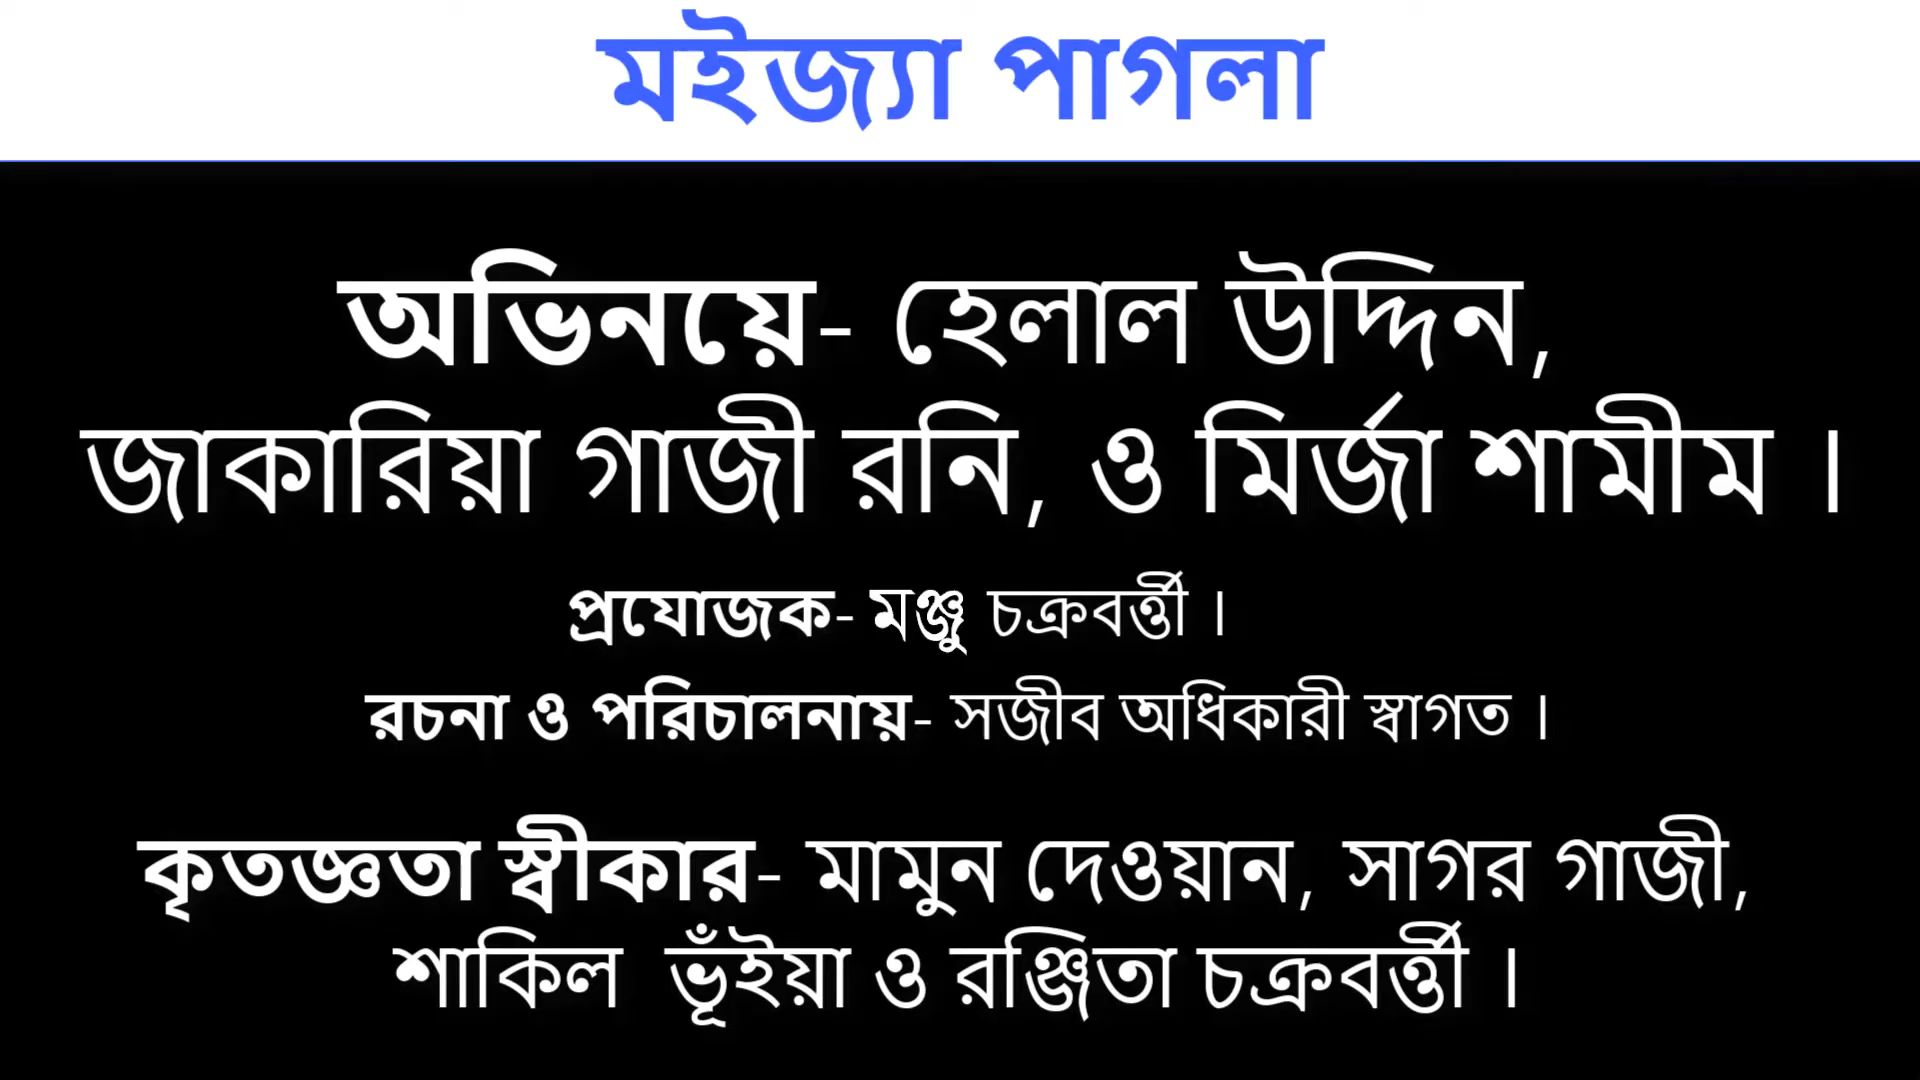 মইজ্যা পাগলা
অভিনয়ে- হেলাল উদ্দিন,
জাকারিয়া গাজী রনি, ও মির্জা শামীম ।
প্রযোজক- মঞ্জু চক্রবর্ত্তী ।
রচনা ও পরিচালনায়- সজীব অধিকারী স্বাগত ।
কৃতজ্ঞতা স্বীকার- মামুন দেওয়ান, সাগর গাজী,
শাকিল ভূঁইয়া ও রঞ্জিতা চক্রবর্ত্তী ।